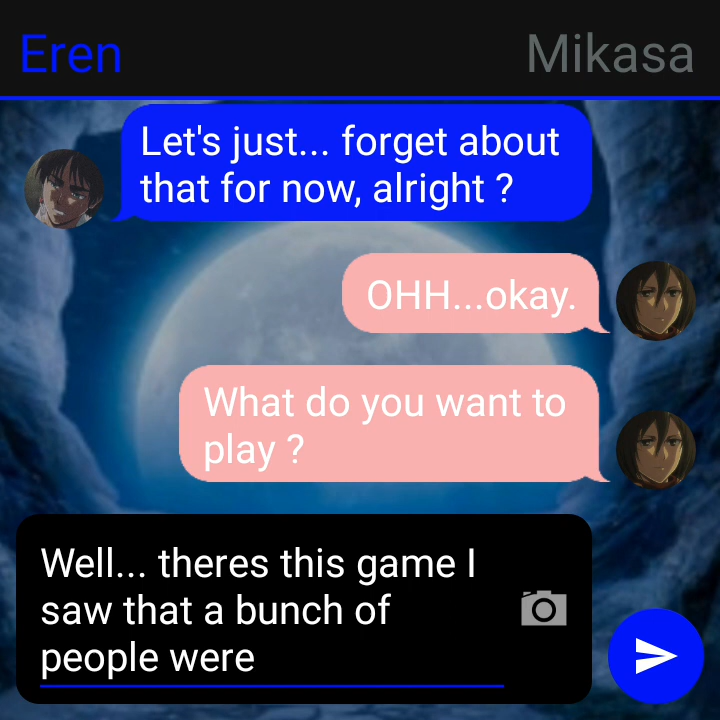 Eren
Mikasa
Let's just... forget about
that for now, alright ?
OHH...okay.
What do you want to
play ?
Well... theres this game I
saw that a bunch of
people were